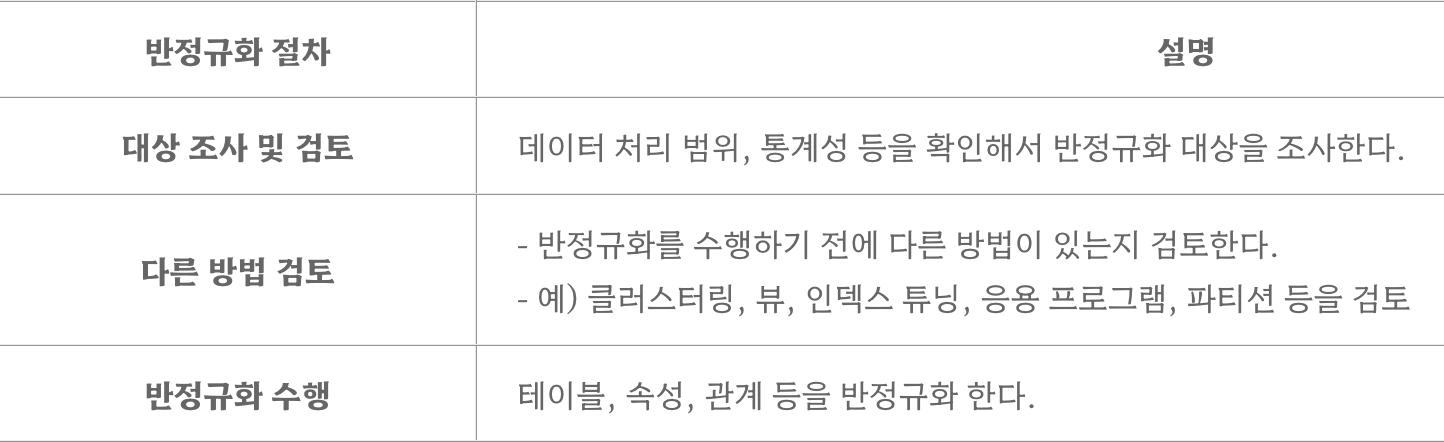 반정규화 절차
설명
대상 조사 및 검토
데이터 처리 범위, 통계성 등을 확인해서 반정규화 대상을 조사한다.
다른 방법 검토
- 반정규화를 수행하기 전에 다른 방법이 있는지 검토한다.
- 예) 클러스터링, 뷰, 인덱스 튜닝, 응용 프로그램, 파티션 등을 검토
반정규화 수행
테이블, 속성, 관계 등을 반정규화 한다.